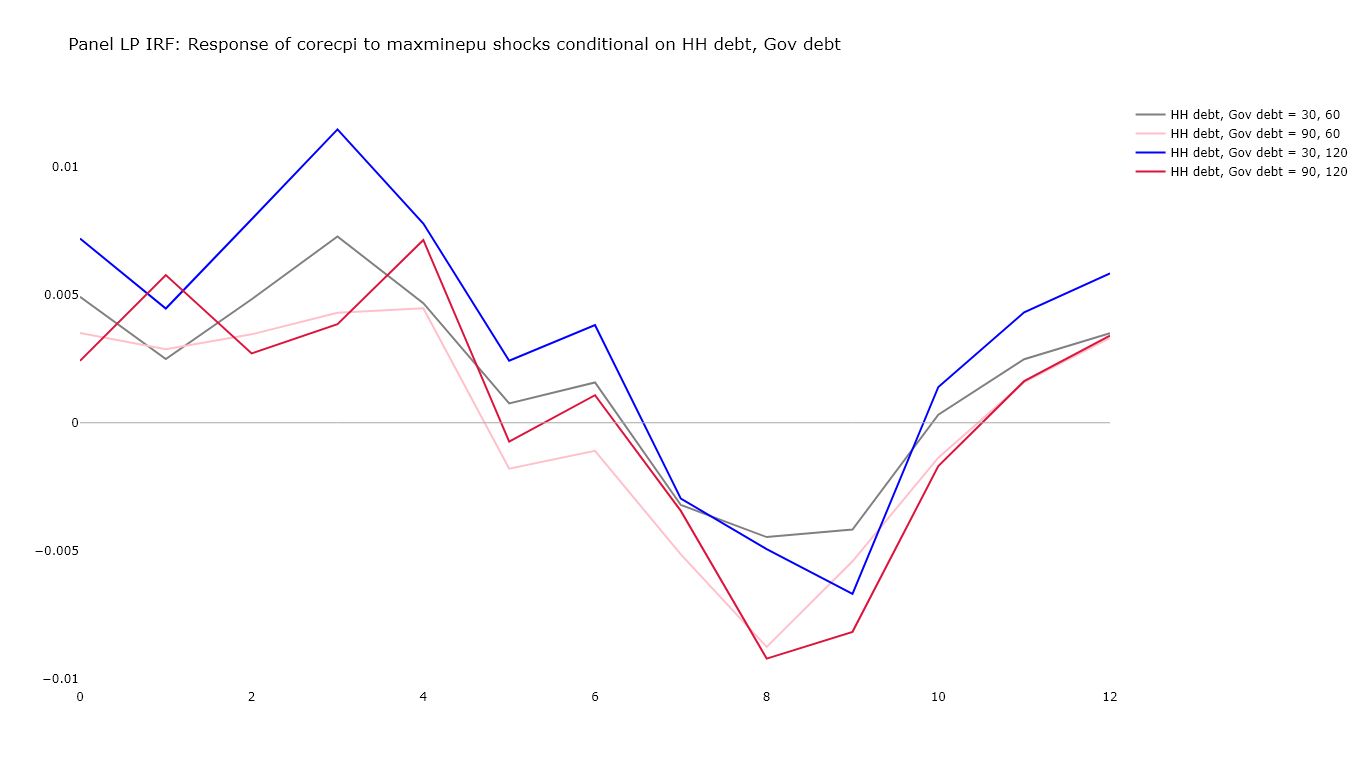 Panel LP IRF: Response of corecpi to maxminepu shocks conditional on HH debt, Gov debt
HH debt, Gov debt = 30, 60
HH debt, Gov debt = 90, 60
HH debt, Gov debt = 30, 120
HH debt, Gov debt = 90, 120
0.01
0.005
0
−0.005
−0.01
0 2 4 6 8 10 12